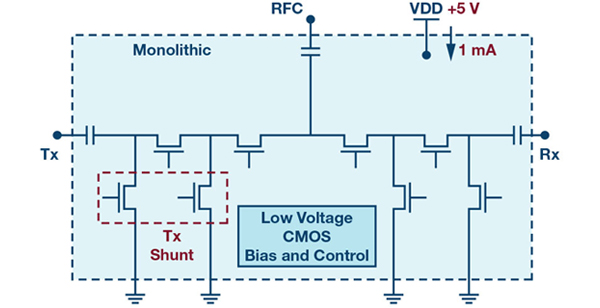 RFC
VDD +5 V
Monolithic
1 mA
Tx
Rx
Tx
Shunt
Low Voltage
CMOS
Bias and Control